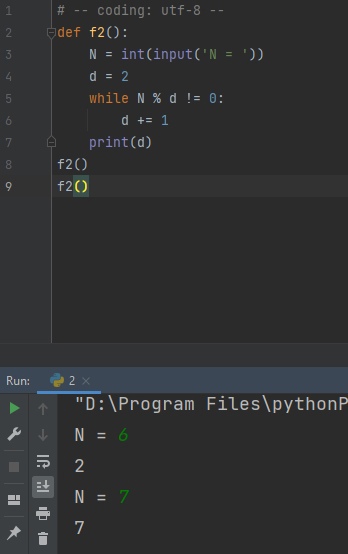 1 # -- coding: utf-8 --
2 def f2():
3 N = int(input('N = '))
4 d = 2
5 while N % d != 0:
6 d += 1
7 print(d)
8 f2()
9 f2()
Run: 2 ×
"D:\Program Files\pythonP
N = 6
2
N = 7
7